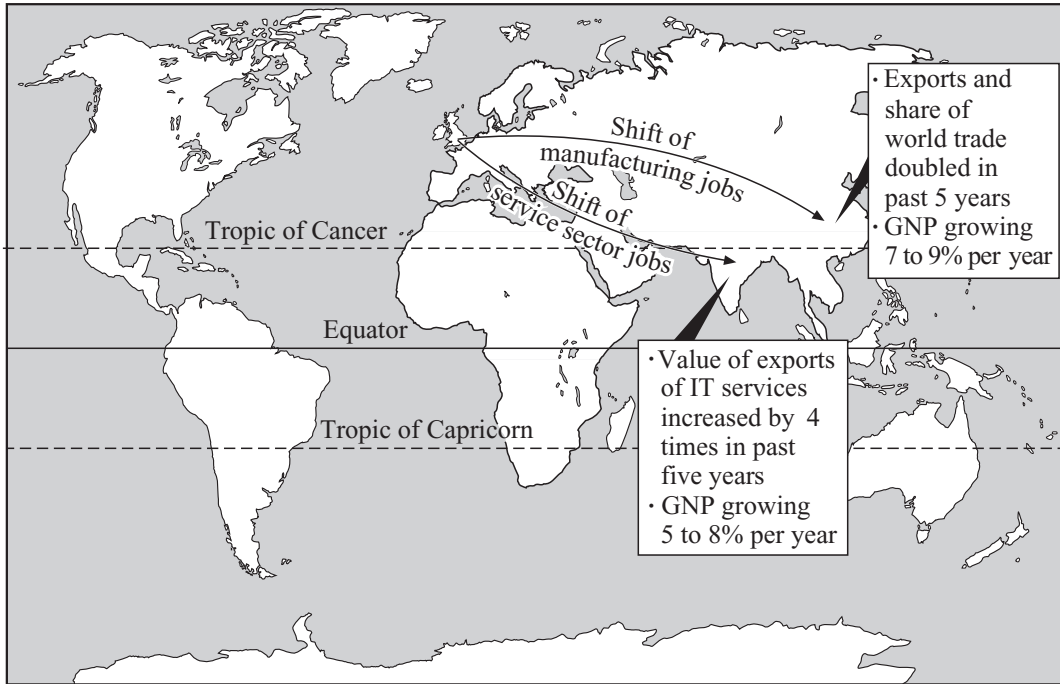 · Exports and
share of
world trade
doubled in
past 5 years
· GNP growing
7 to 9% per year
Shift of
manufacturing jobs
Shift of
service sector jobs
Tropic of Cancer
Equator
· Value of exports
of IT services
increased by 4
times in past
five years
· GNP growing
5 to 8% per year
Tropic of Capricorn